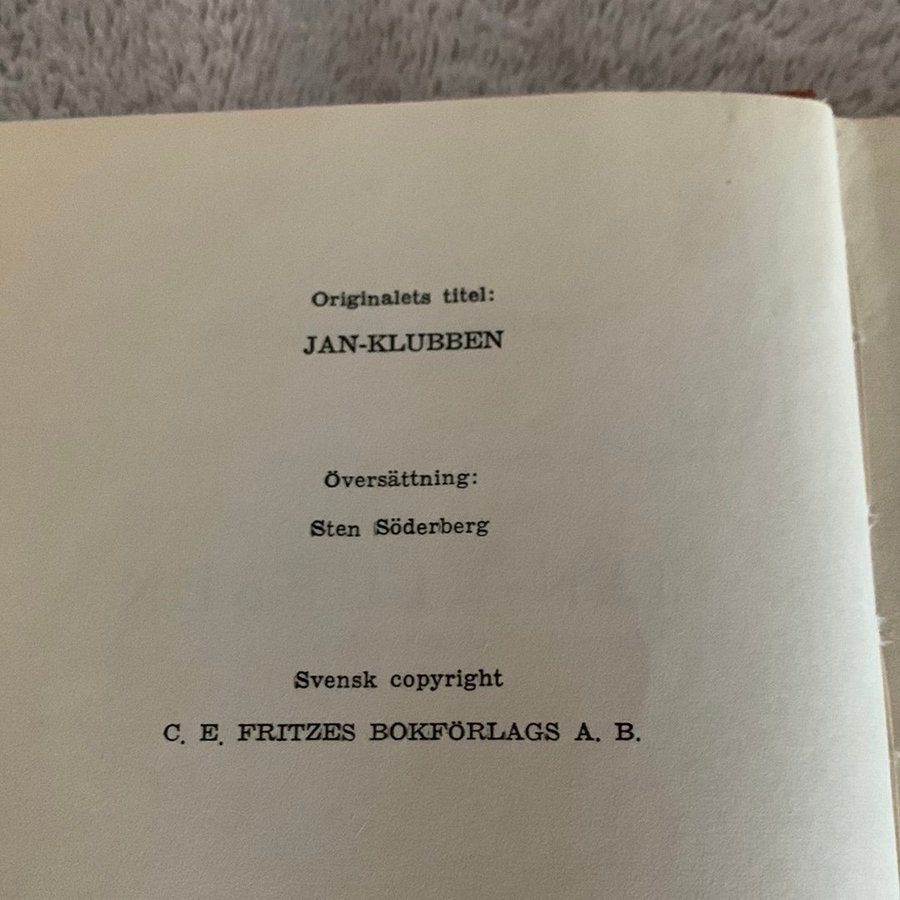 Originalets titel:
JAN-KLUBBEN
Översättning:
Sten Söderberg
Svensk copyright
C. E. FRITZES BOKFÖRLAGS A. B.